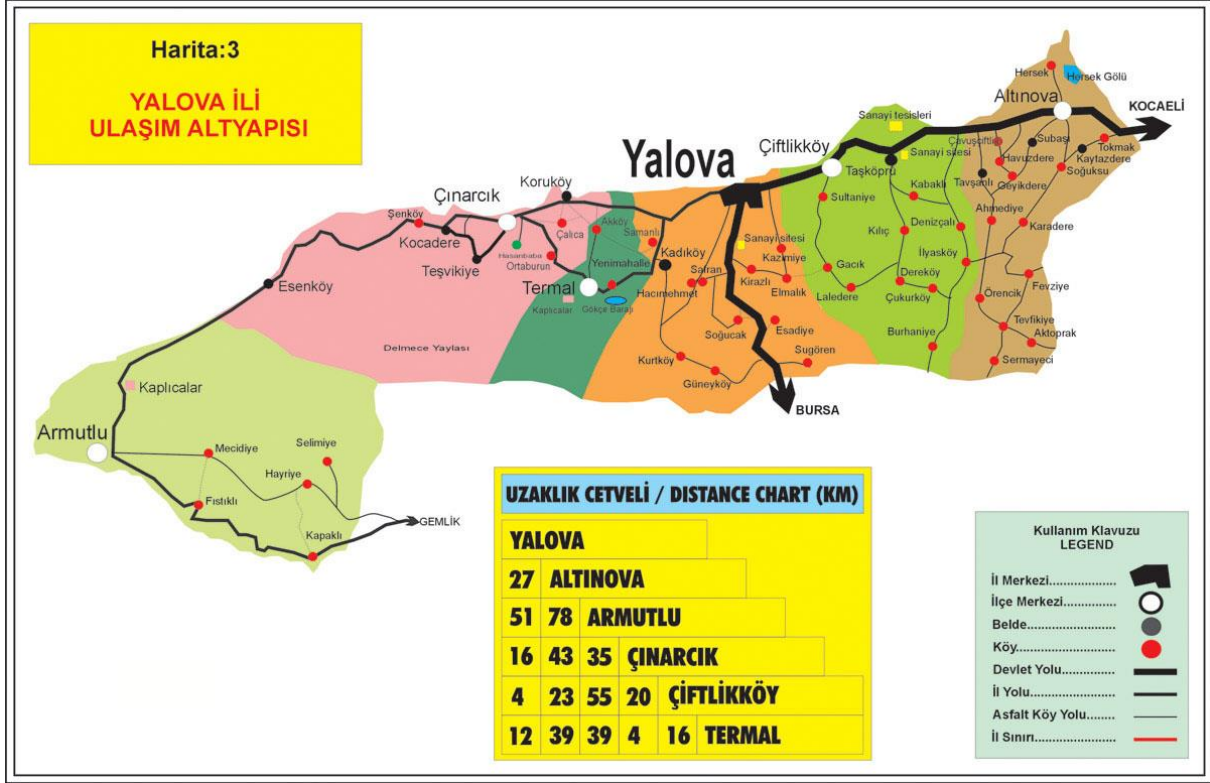 Harita:3
YALOVA İLİ
ULAŞIM ALTYAPISI
Hersek
Hersek Gölü
Altınova
KOCAELİ
Sanayi tesisleri
Çavuşçiftliği
Subaşı
Tokmak
Havuzdere
Kaytazdere
Soğuksu
Tavşanlı
Geyikdere
Ahmediye
Karadere
Fevziye
Örencik
Tevfikiye
Aktoprak
Sermayeci
Çiftlikköy
Taşköprü
Sanayi sitesi
Kabaklı
Sultaniye
Denizçalı
Kılıç
İlyasköy
Gacık
Dereköy
Laledere
Çukurköy
Burhaniye
Yalova
Sanayi sitesi
Kazimiye
Kadıköy
Safran
Kirazlı
Elmalık
Hacımehmet
Soğucak
Esadiye
Kurtköy
Sugören
Güneyköy
BURSA
Koruköy
Çınarcık
Şenköy
Çalıca
Akköy
Samanlı
Kocadere
Hasanbaba
Ortaburun
Yenimahalle
Teşvikiye
Termal
Kaplıcalar
Gökçe Barajı
Esenköy
Delmece Yaylası
Kaplıcalar
Armutlu
Mecidiye
Selimiye
Hayriye
Fıstıklı
Kapaklı
GEMLİK
UZAKLIK CETVELİ / DISTANCE CHART (KM)
YALOVA
27 ALTINOVA
51 78 ARMUTLU
16 43 35 ÇINARCIK
4 23 55 20 ÇİFTLİKKÖY
12 39 39 4 16 TERMAL
Kullanım Klavuzu
LEGEND
İl Merkezi...................
İlçe Merkezi................
Belde..........................
Köy.............................
Devlet Yolu.................
İl Yolu.........................
Asfalt Köy Yolu...........
İl Sınırı........................